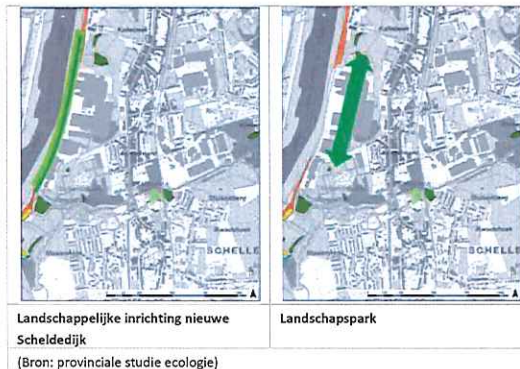 SCHELLE
SCHELLE
Landschappelijke inrichting nieuwe
Scheldedijk
Landschapspark
(Bron: provinciale studie ecologie)